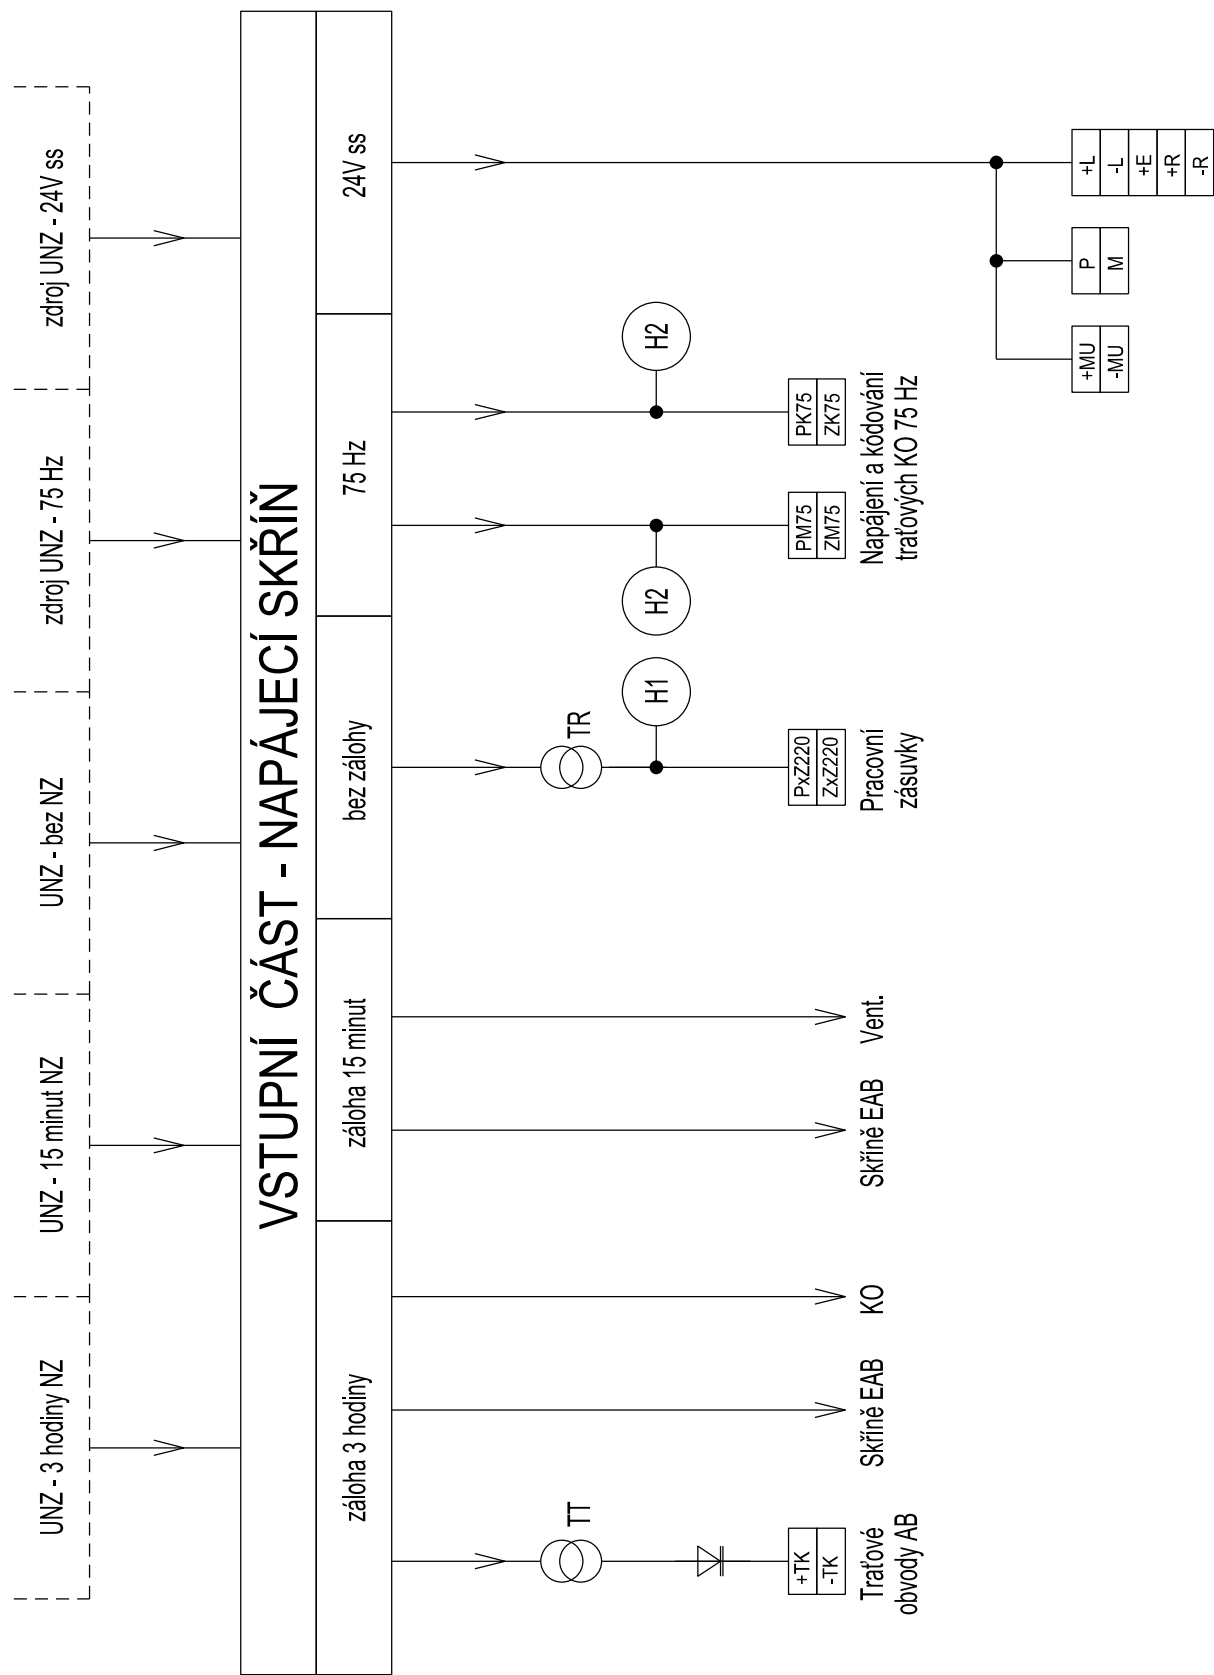 UNZ - 3 hodiny NZ
UNZ - 15 minut NZ
UNZ - bez NZ
zdroj UNZ - 75 Hz
zdroj UNZ - 24V ss
VSTUPNÍ ČÁST - NAPÁJECÍ SKŘÍŇ
záloha 3 hodiny
záloha 15 minut
bez zálohy
75 Hz
24V ss
TT
TR
H1
H2
H2
+TK
-TK
Traťové
obvody AB
Skříně EAB
KO
Skříně EAB
Vent.
PxZ220
ZxZ220
Pracovní
zásuvky
PM75
ZM75
PK75
ZK75
Napájení a kódování
traťových KO 75 Hz
+MU
-MU
P
M
+L
-L
+E
+R
-R